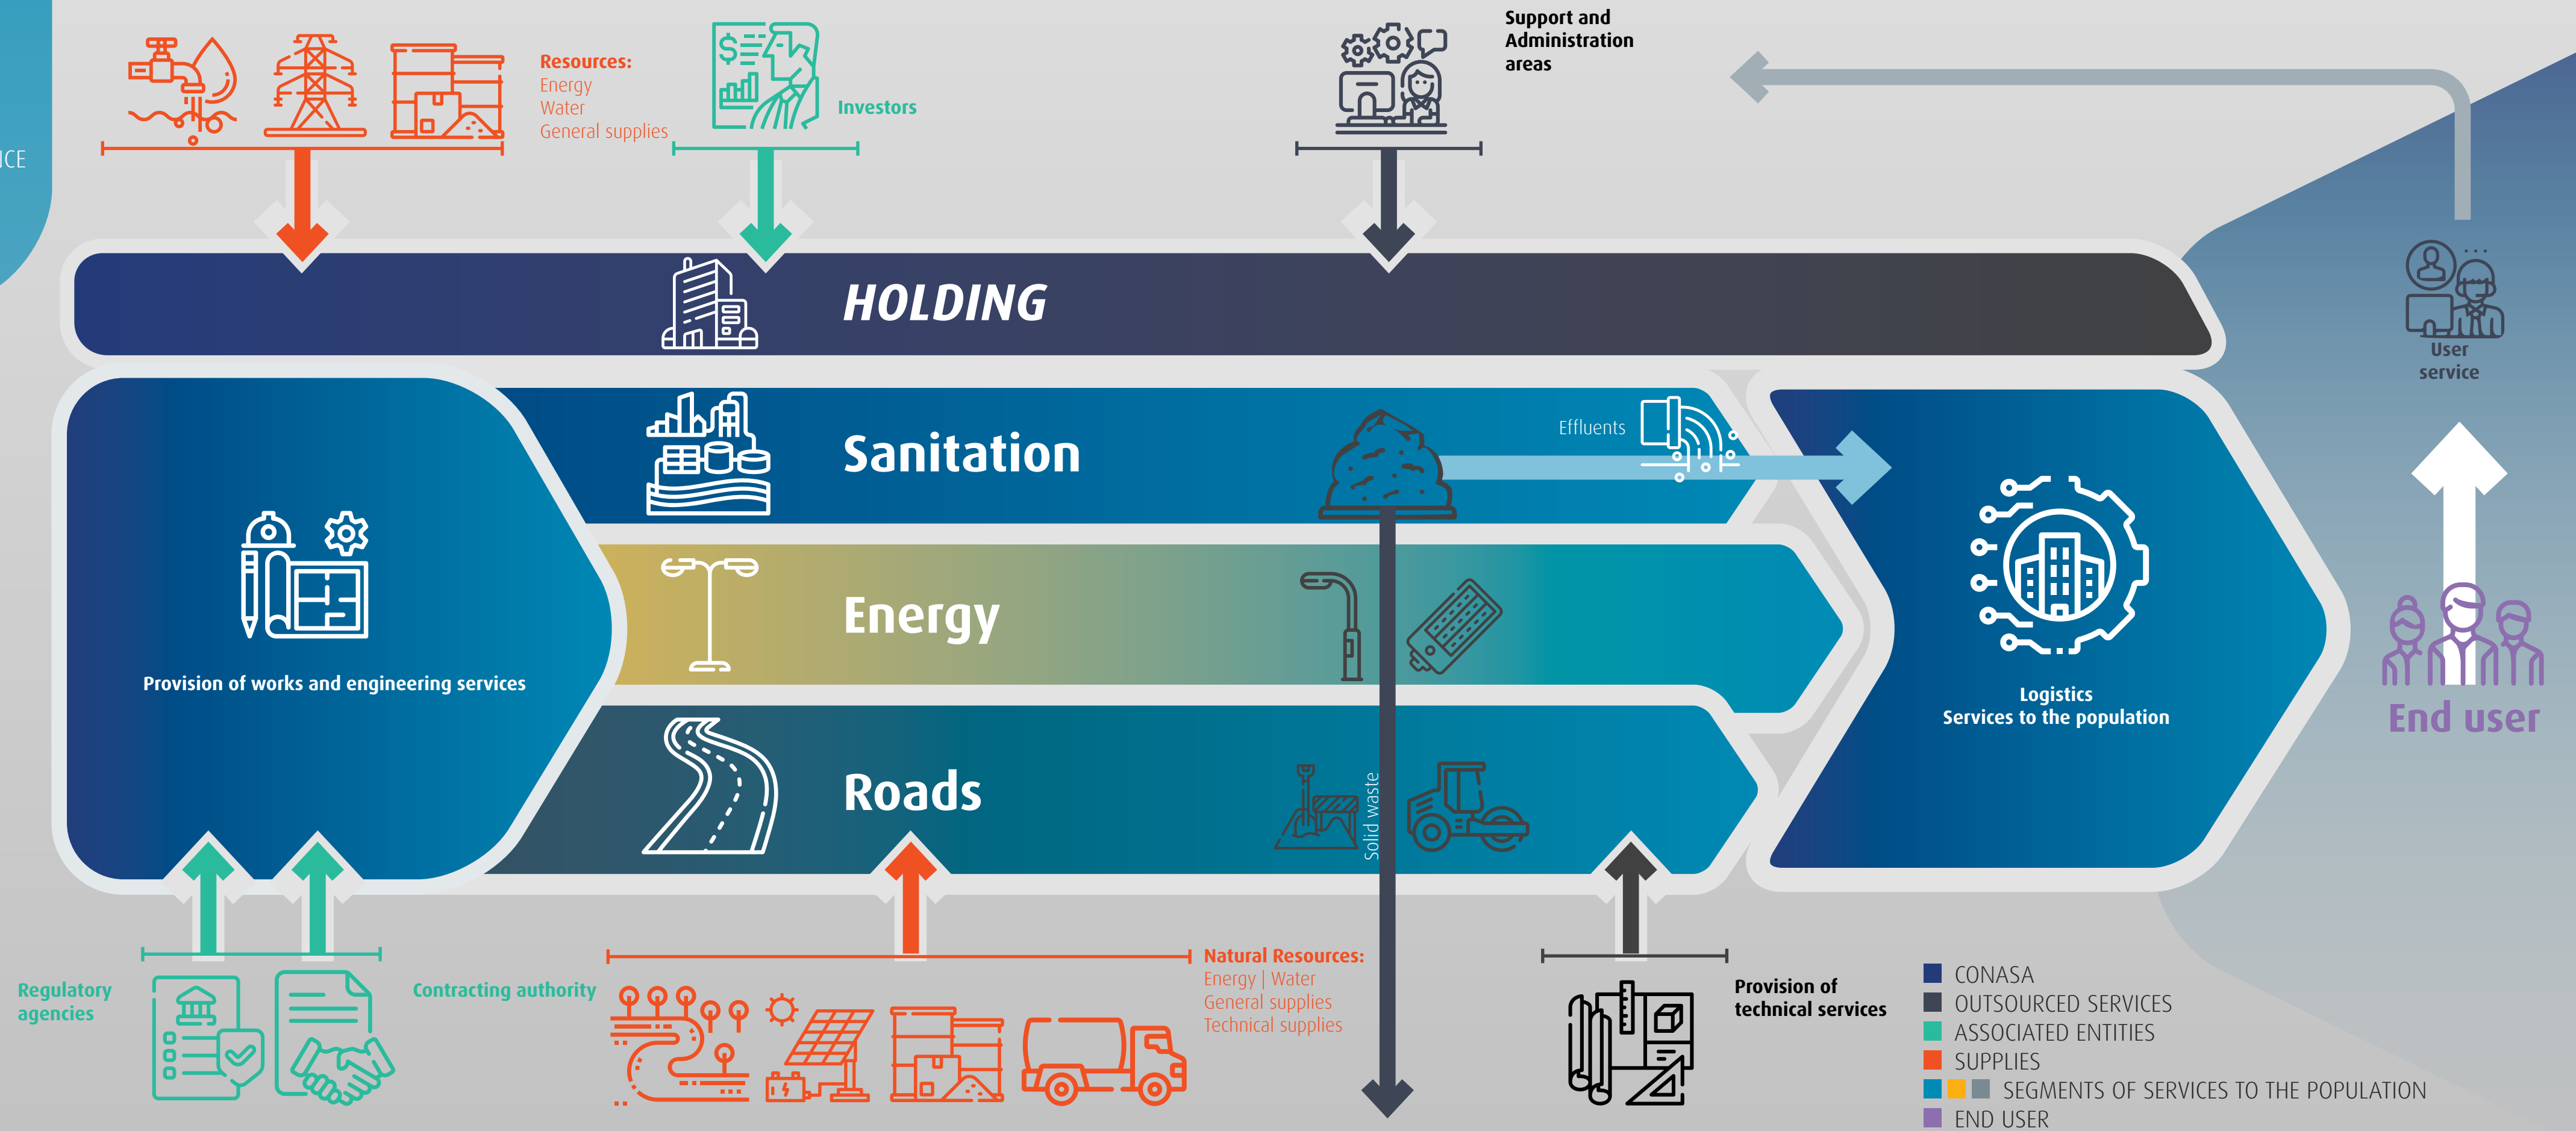 Resources:
Energy
Water
General supplies
Investors
Support and
Administration
areas
HOLDING
User
service
Sanitation
Effluents
Energy
Provision of works and engineering services
Logistics
Services to the population
End user
Roads
Solid waste
Regulatory
agencies
Contracting authority
Natural Resources:
Energy | Water
General supplies
Technical supplies
Provision of
technical services
CONASA
OUTSOURCED SERVICES
ASSOCIATED ENTITIES
SUPPLIES
SEGMENTS OF SERVICES TO THE POPULATION
END USER